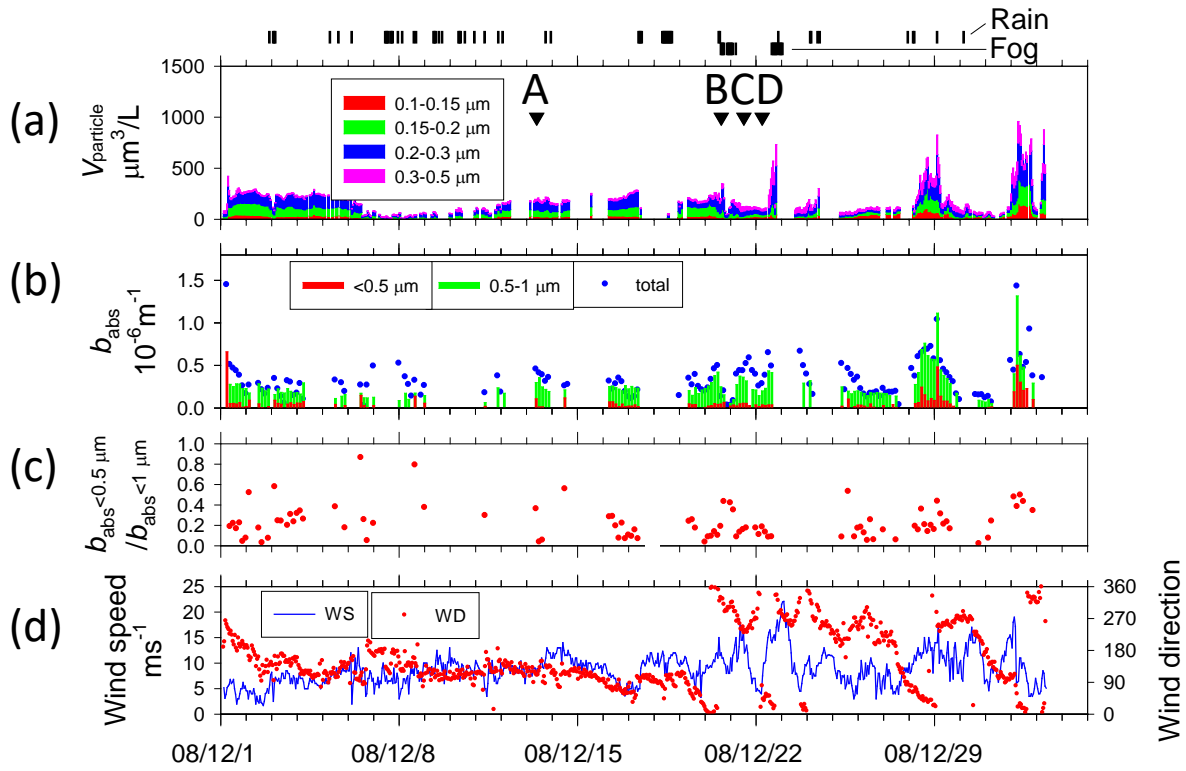 Rain
Fog
(a)
V particle
μm³/L
1500
1000
500
0
A B C D
0.1-0.15 μm
0.15-0.2 μm
0.2-0.3 μm
0.3-0.5 μm
(b)
b abs
10⁻⁶m⁻¹
1.5
1.0
0.5
0.0
<0.5 μm 0.5-1 μm total
(c)
b abs<0.5 μm
/b abs<1 μm
1.0
0.8
0.6
0.4
0.2
0.0
(d)
Wind speed
ms⁻¹
25
20
15
10
5
0
WS WD
360
270
180
90
0
Wind direction
08/12/1 08/12/8 08/12/15 08/12/22 08/12/29